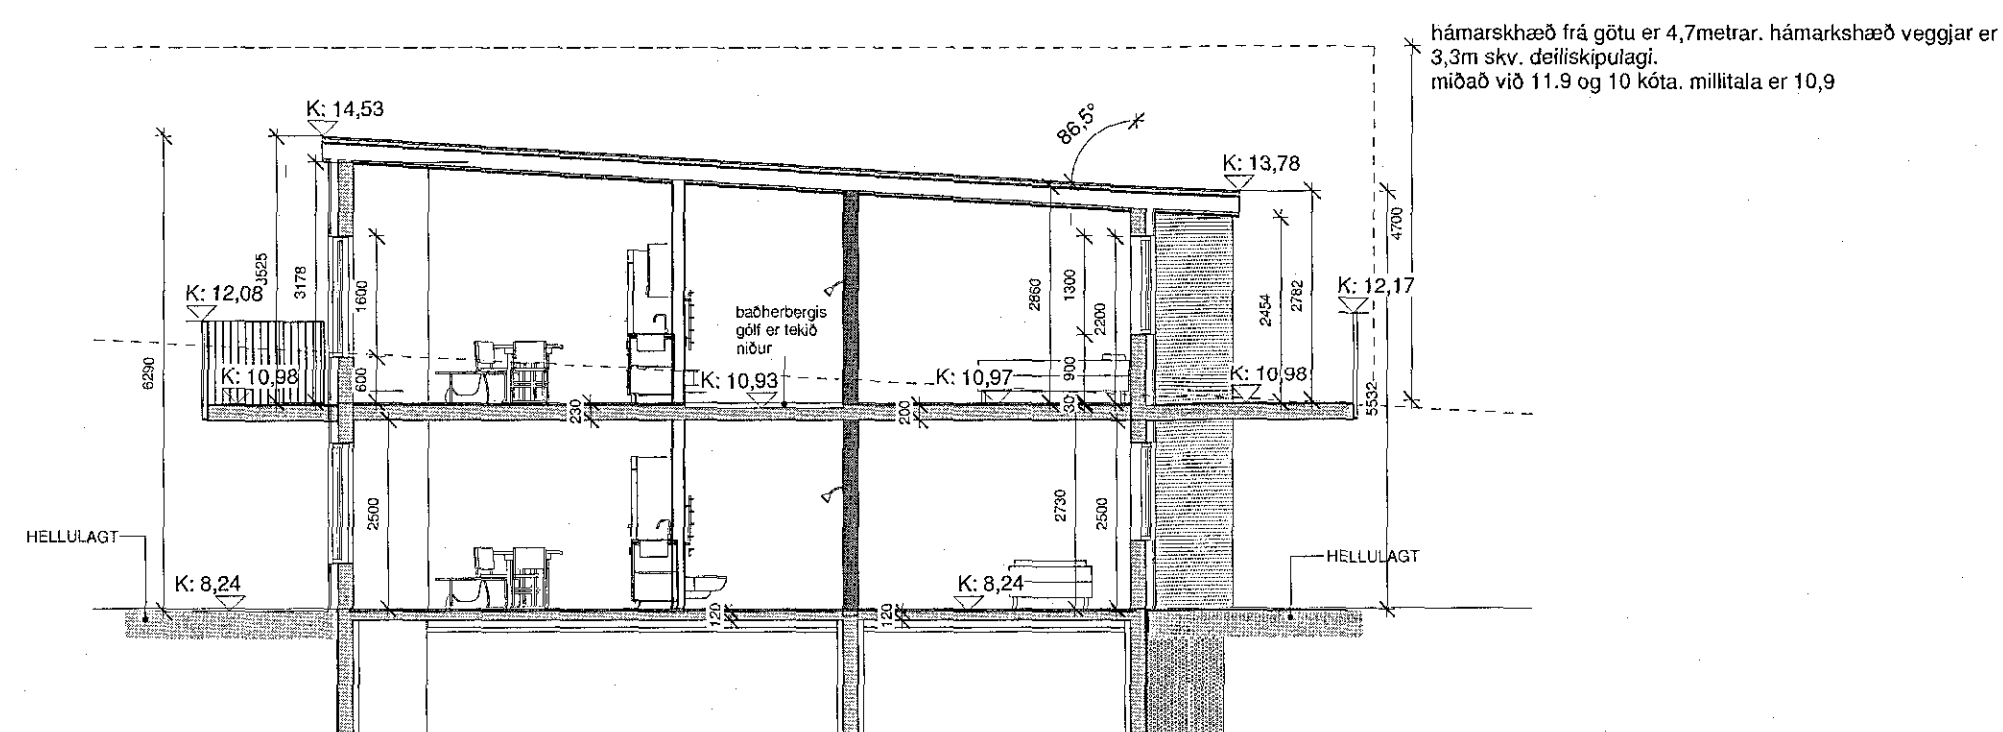 hámarskhæð frá götu er 4,7metrar. hámarkshæð veggjar er
3,3m skv. deiliskipulagi.
miðað við 11.9 og 10 kóta. millitala er 10,9
K: 14,53
86,5°
K: 13,78
4700
3525
3178
K: 12,08
1600
2860
1300
2200
2454
2782
K: 12,17
baðherbergis
gólf er tekið
niður
6290
K: 10,98
600
K: 10,93
K: 10,97
900
K: 10,98
5532
230
200
30
2500
2730
2500
HELLULAGT
HELLULAGT
K: 8,24
K: 8,24
120
120